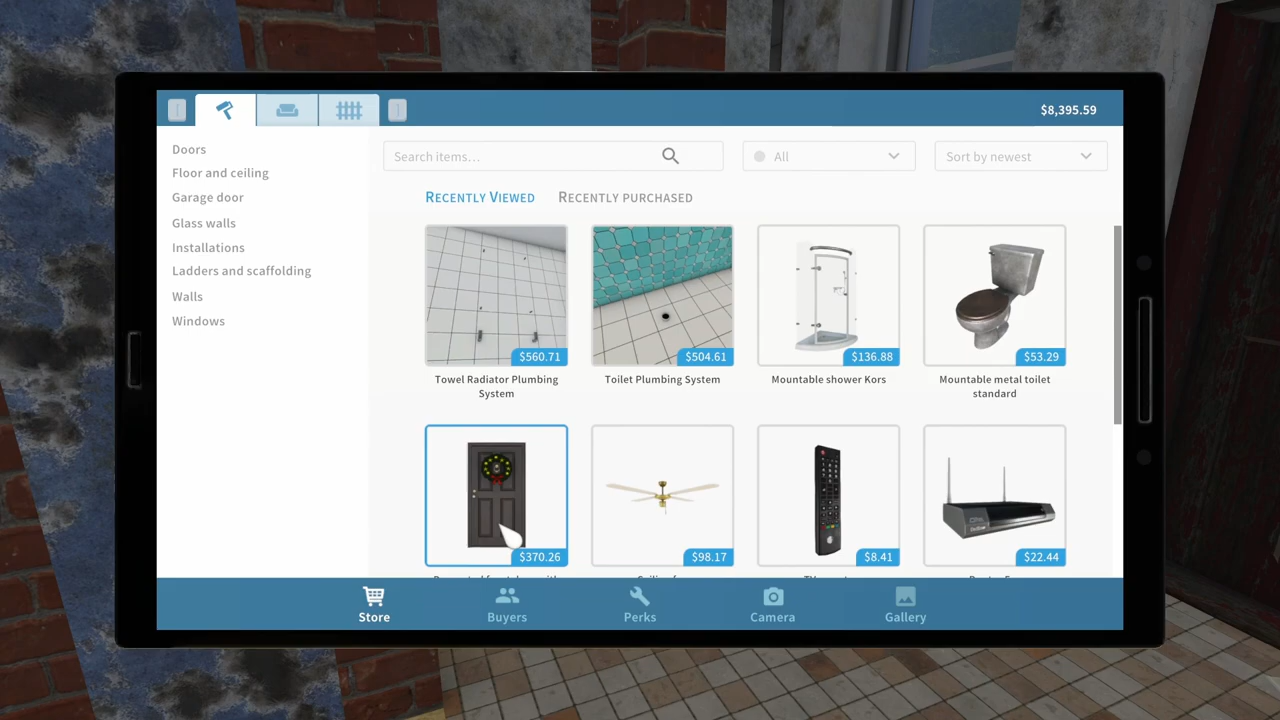 $8,395.59
Doors
Floor and ceiling
Garage door
Glass walls
Installations
Ladders and scaffolding
Walls
Windows
Search items...
All
Sort by newest
RECENTLY VIEWED
RECENTLY PURCHASED
$560.71
$504.61
$136.88
$53.29
Towel Radiator Plumbing
System
Toilet Plumbing System
Mountable shower Kors
Mountable metal toilet
standard
$370.26
$98.17
$8.41
$22.44
Store
Buyers
Perks
Camera
Gallery